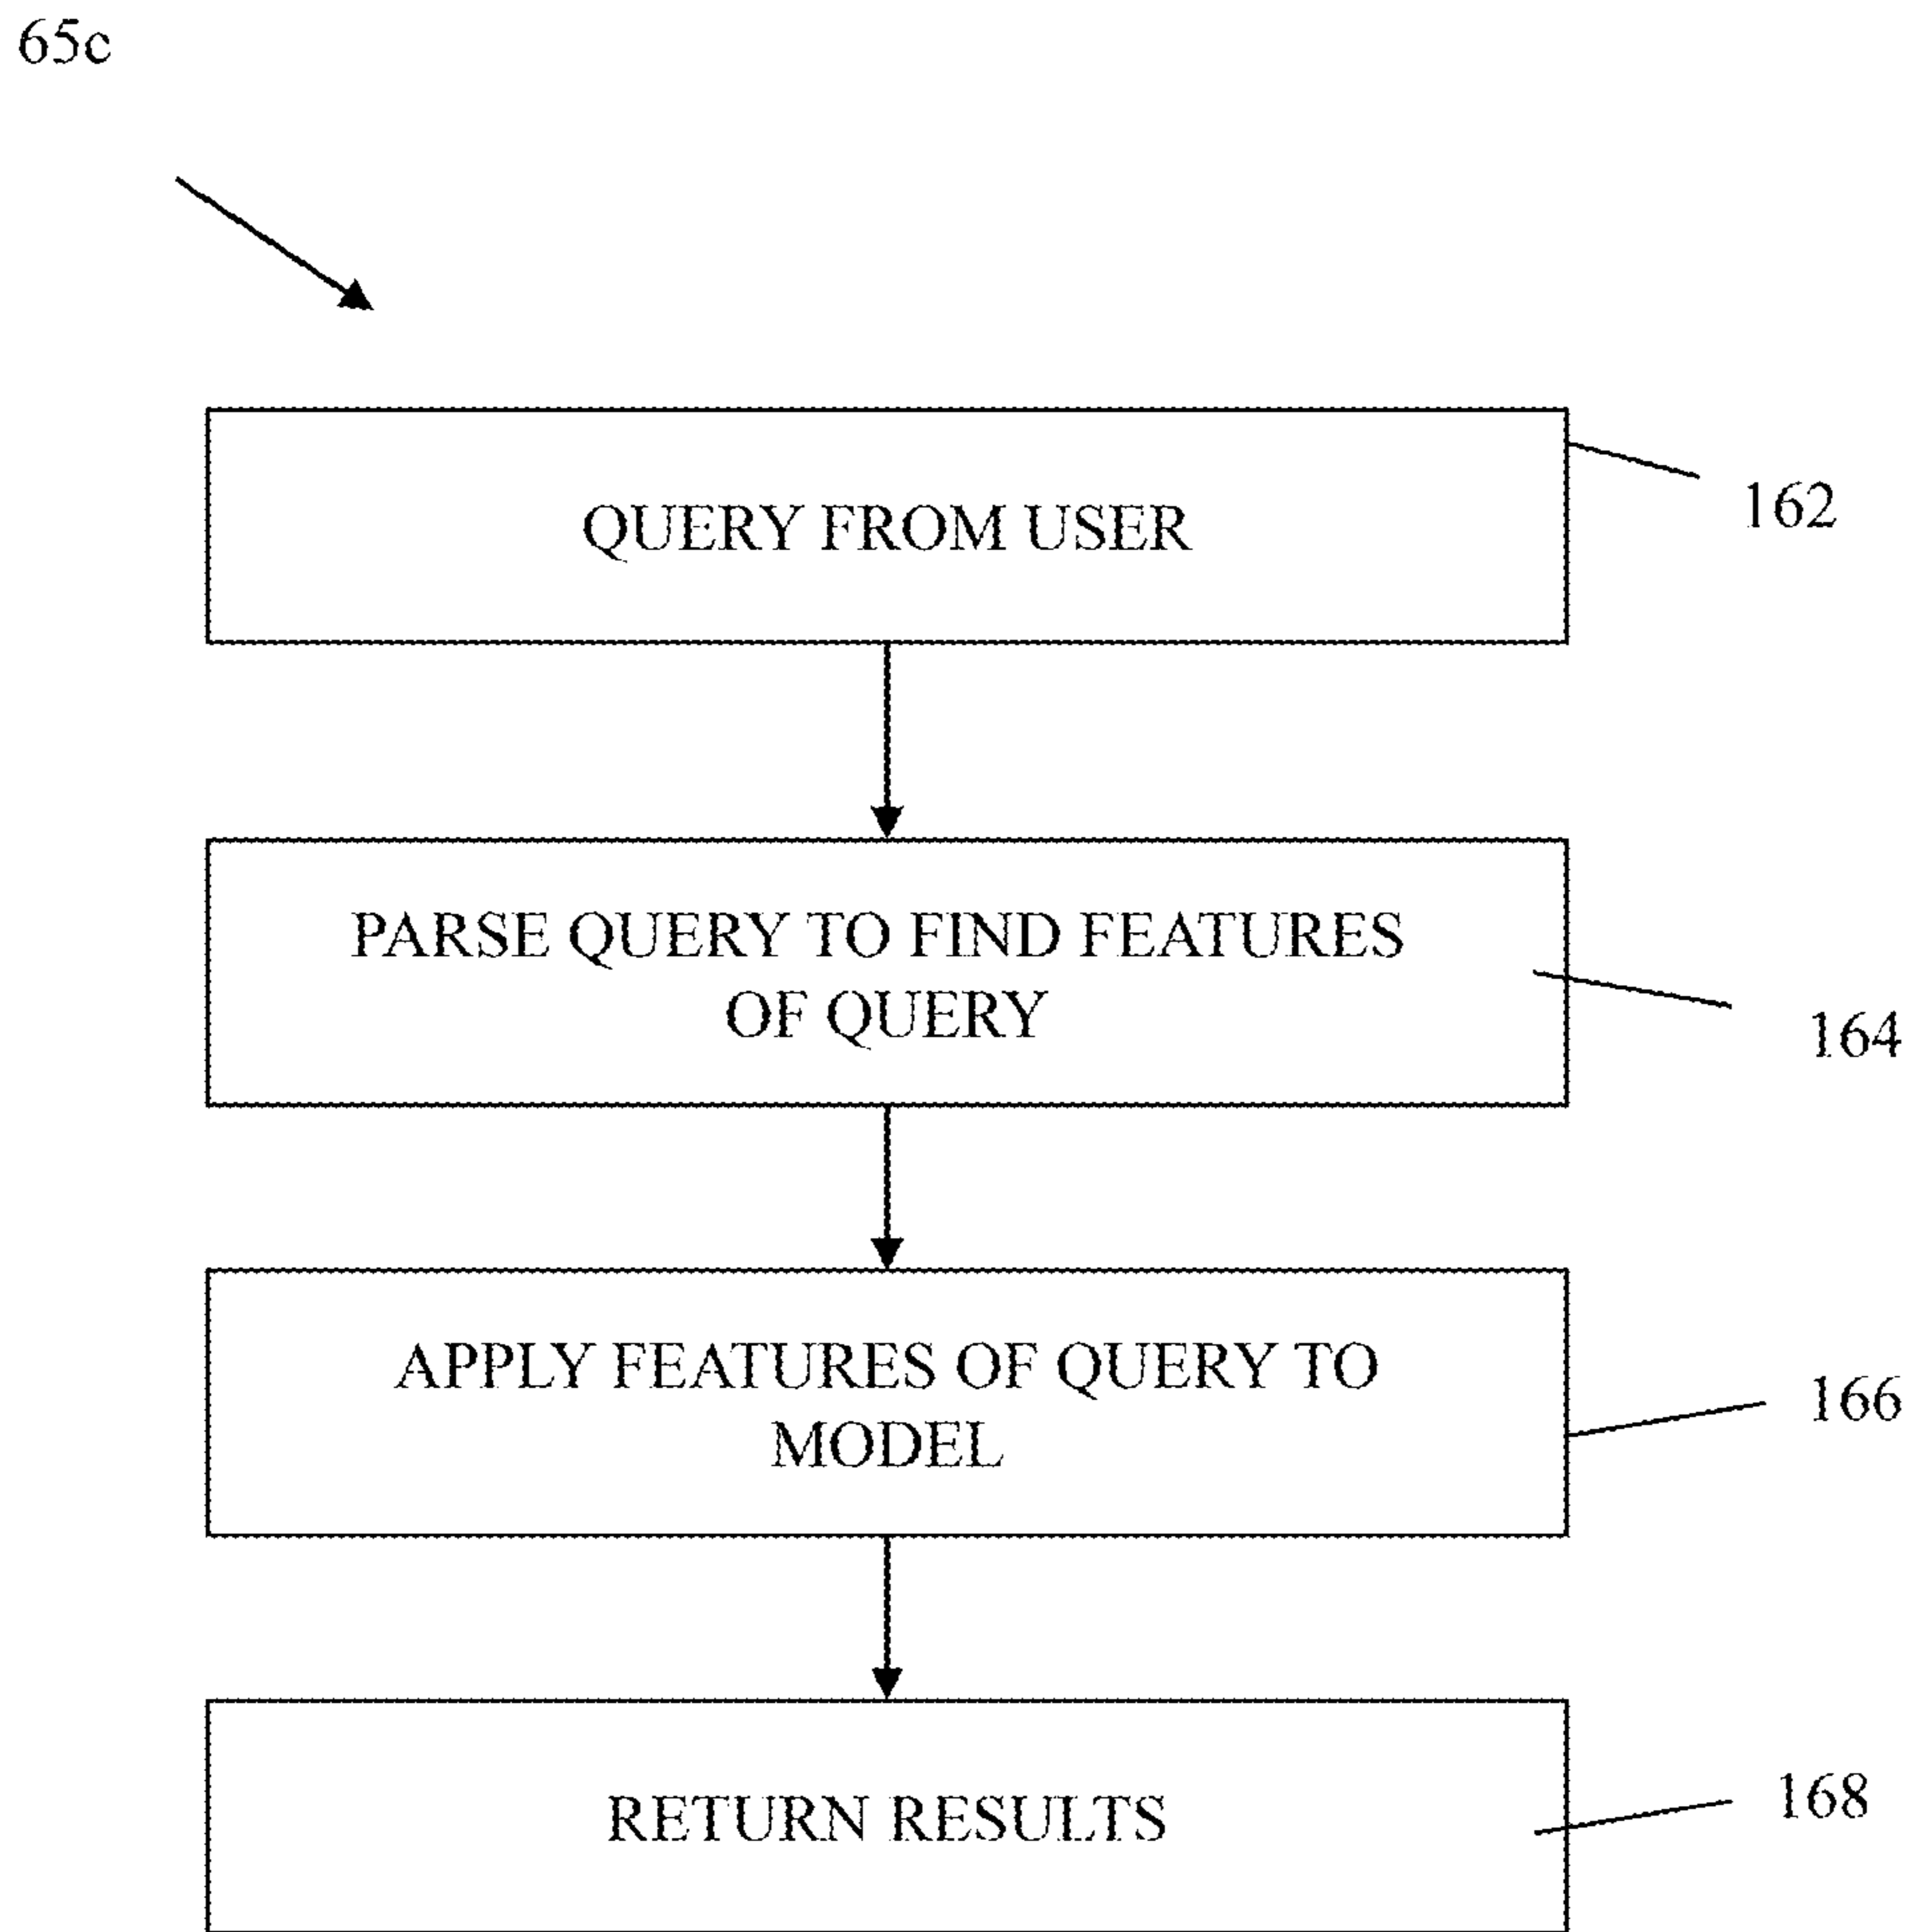 65c
QUERY FROM USER
162
PARSE QUERY TO FIND FEATURES
OF QUERY
164
APPLY FEATURES OF QUERY TO
MODEL
166
RETURN RESULTS
168